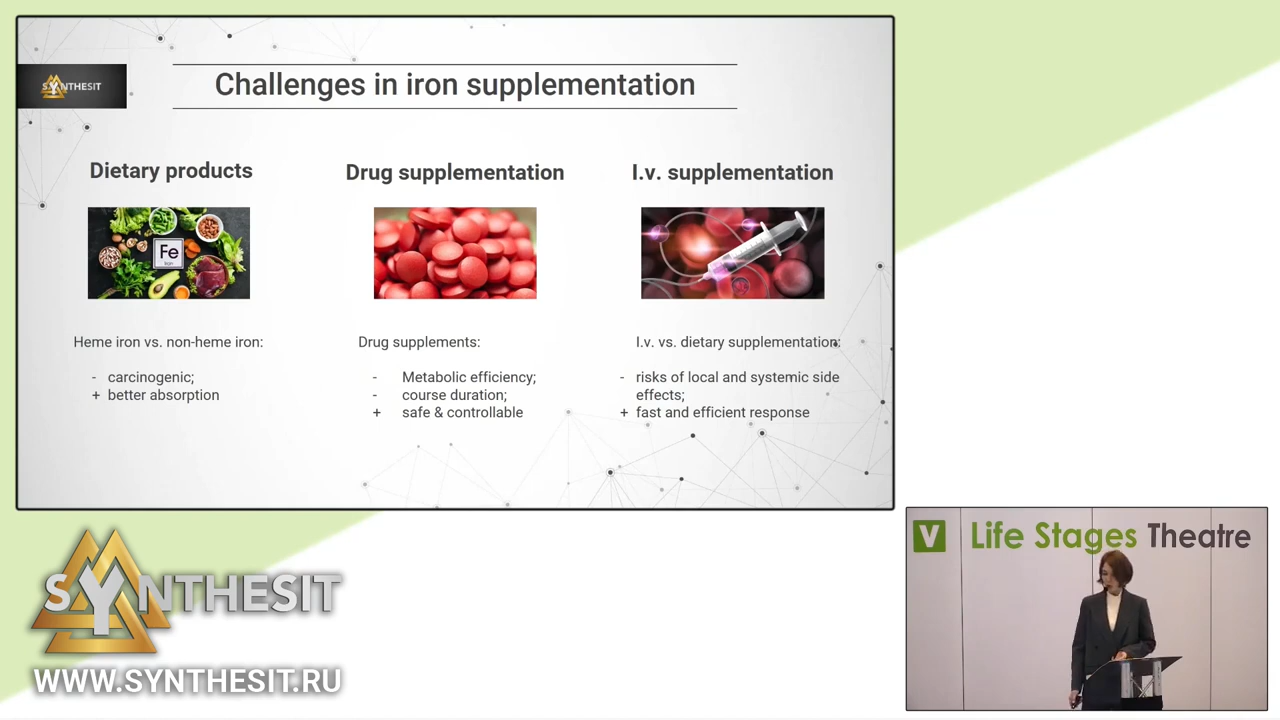 SYNTHESIT
Challenges in iron supplementation
Dietary products
Fe
Heme iron vs. non-heme iron:
- carcinogenic;
+ better absorption
Drug supplementation
Drug supplements:
- Metabolic efficiency;
- course duration;
+ safe & controllable
I.v. supplementation
I.v. vs. dietary supplementation:
- risks of local and systemic side
effects;
+ fast and efficient response
SYNTHESIT
WWW.SYNTHESIT.RU
V Life Stages Theatre